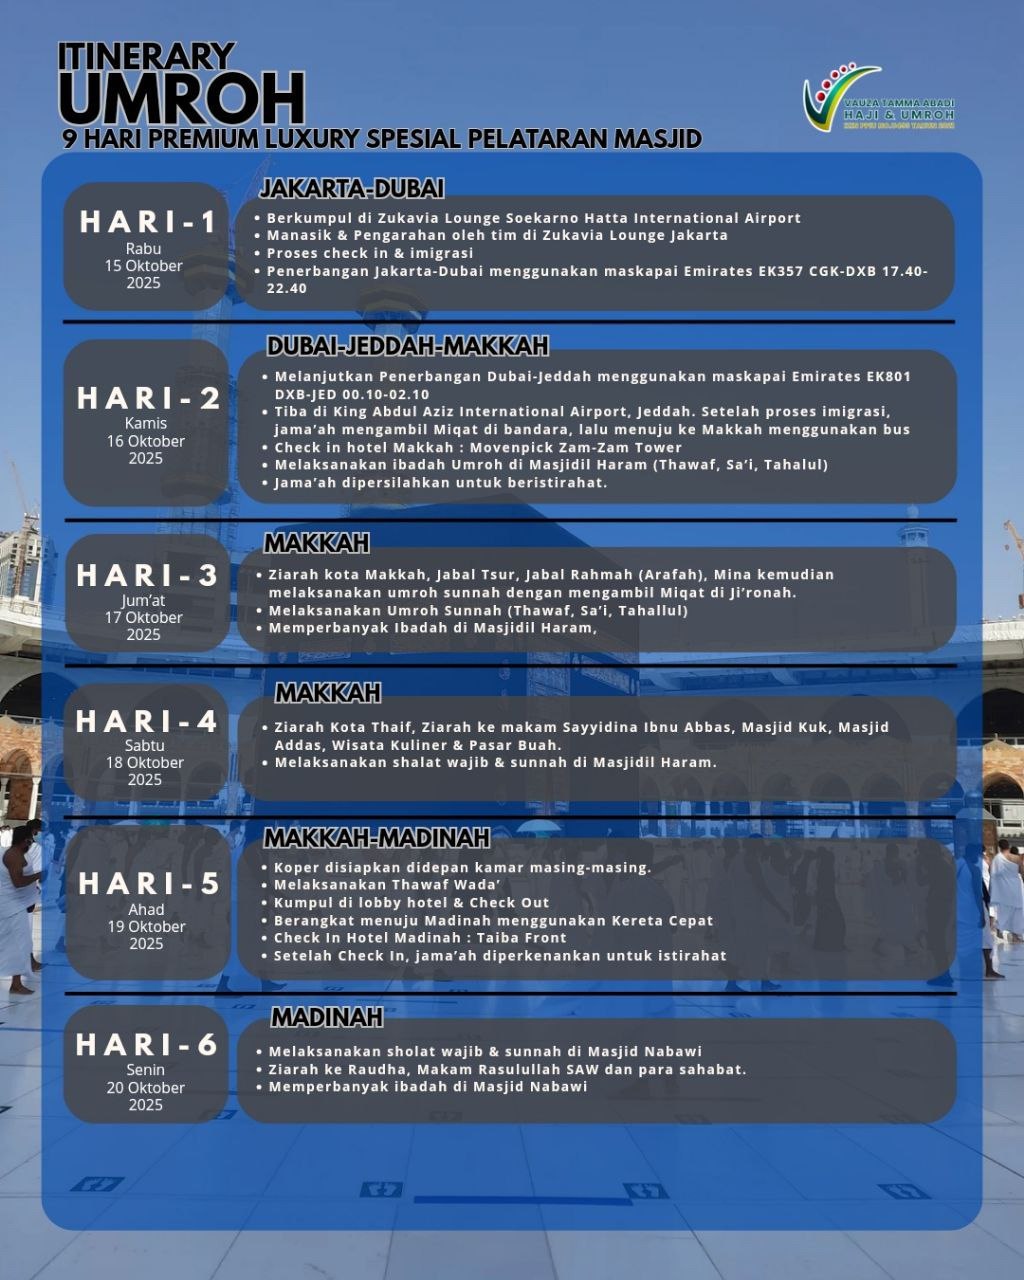 ITINERARY
UMROH
9 HARI PREMIUM LUXURY SPESIAL PELATARAN MASJID
VAUZA TAMMA ABADI
HAJI & UMROH
HARI-1
Rabu
15 Oktober
2025
JAKARTA-DUBAI
• Berkumpul di Zukavia Lounge Soekarno Hatta International Airport
• Manasik & Pengarahan oleh tim di Zukavia Lounge Jakarta
• Proses check in & imigrasi
• Penerbangan Jakarta-Dubai menggunakan maskapai Emirates EK357 CGK-DXB 17.40-
22.40
HARI-2
Kamis
16 Oktober
2025
DUBAI-JEDDAH-MAKKAH
• Melanjutkan Penerbangan Dubai-Jeddah menggunakan maskapai Emirates EK801
DXB-JED 00.10-02.10
• Tiba di King Abdul Aziz International Airport, Jeddah. Setelah proses imigrasi,
jama’ah mengambil Miqat di bandara, lalu menuju ke Makkah menggunakan bus
• Check in hotel Makkah : Movenpick Zam-Zam Tower
• Melaksanakan ibadah Umroh di Masjidil Haram (Thawaf, Sa’i, Tahalul)
• Jama’ah dipersilahkan untuk beristirahat.
HARI-3
Jum’at
17 Oktober
2025
MAKKAH
• Ziarah kota Makkah, Jabal Tsur, Jabal Rahmah (Arafah), Mina kemudian
melaksanakan umroh sunnah dengan mengambil Miqat di Ji’ronah.
• Melaksanakan Umroh Sunnah (Thawaf, Sa’i, Tahallul)
• Memperbanyak Ibadah di Masjidil Haram,
HARI-4
Sabtu
18 Oktober
2025
MAKKAH
• Ziarah Kota Thaif, Ziarah ke makam Sayyidina Ibnu Abbas, Masjid Kuk, Masjid
Addas, Wisata Kuliner & Pasar Buah.
• Melaksanakan shalat wajib & sunnah di Masjidil Haram.
HARI-5
Ahad
19 Oktober
2025
MAKKAH-MADINAH
• Koper disiapkan didepan kamar masing-masing.
• Melaksanakan Thawaf Wada’
• Kumpul di lobby hotel & Check Out
• Berangkat menuju Madinah menggunakan Kereta Cepat
• Check In Hotel Madinah : Taiba Front
• Setelah Check In, jama’ah diperkenankan untuk istirahat
HARI-6
Senin
20 Oktober
2025
MADINAH
• Melaksanakan sholat wajib & sunnah di Masjid Nabawi
• Ziarah ke Raudha, Makam Rasulullah SAW dan para sahabat.
• Memperbanyak ibadah di Masjid Nabawi